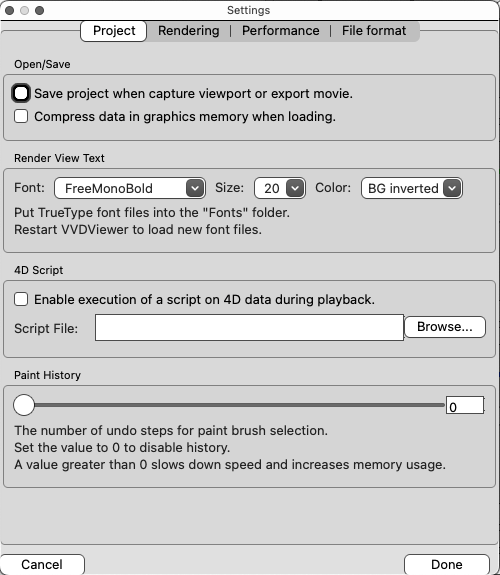 Settings
Project Rendering Performance File format
Open/Save
Save project when capture viewport or export movie.
Compress data in graphics memory when loading.
Render View Text
Font: FreeMonoBold Size: 20 Color: BG inverted
Put TrueType font files into the "Fonts" folder.
Restart VVDViewer to load new font files.
4D Script
Enable execution of a script on 4D data during playback.
Script File: Browse...
Paint History
0
The number of undo steps for paint brush selection.
Set the value to 0 to disable history.
A value greater than 0 slows down speed and increases memory usage.
Cancel Done